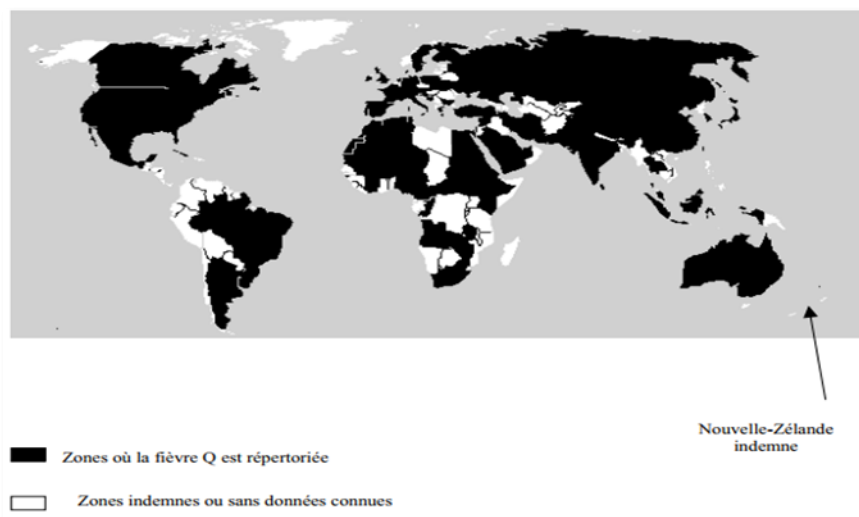 Nouvelle-Zélande
indemne
Zones où la fièvre Q est répertoriée
Zones indemnes ou sans données connues